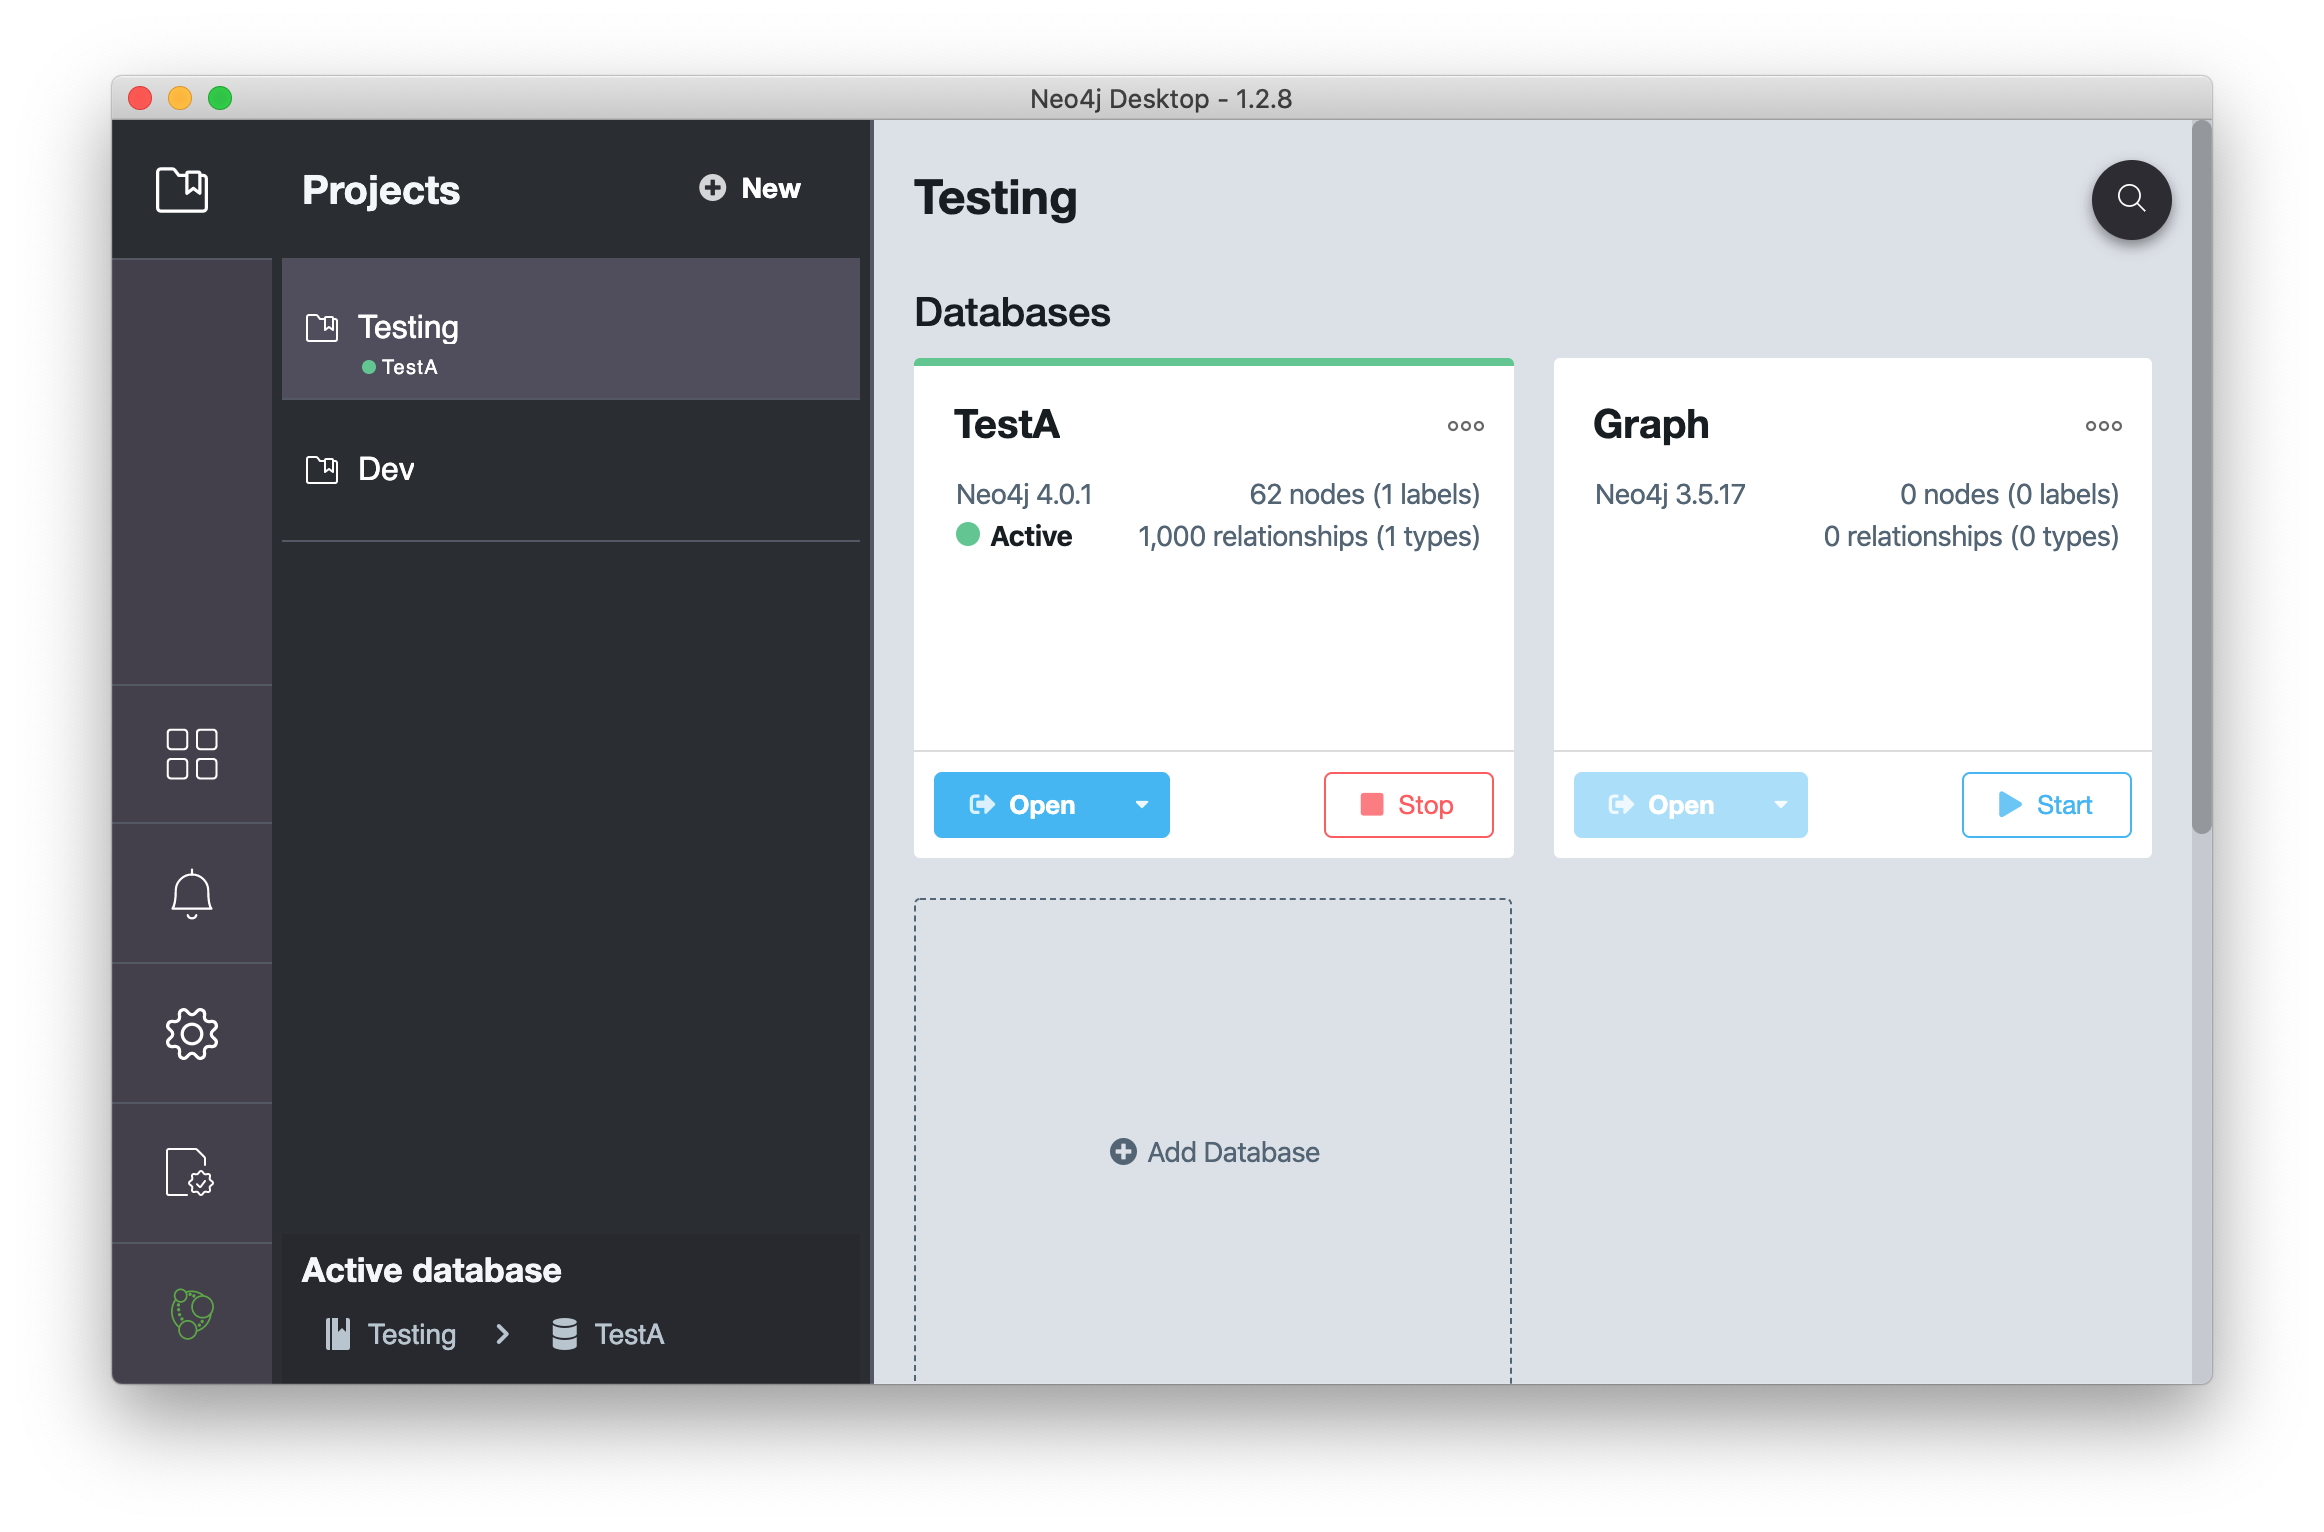 Neo4j Desktop - 1.2.8
Projects
New
Testing
TestA
Dev
Active database
Testing > TestA
Testing
Databases
TestA
Neo4j 4.0.1
62 nodes (1 labels)
Active
1,000 relationships (1 types)
Open
Stop
Graph
Neo4j 3.5.17
0 nodes (0 labels)
0 relationships (0 types)
Open
Start
Add Database